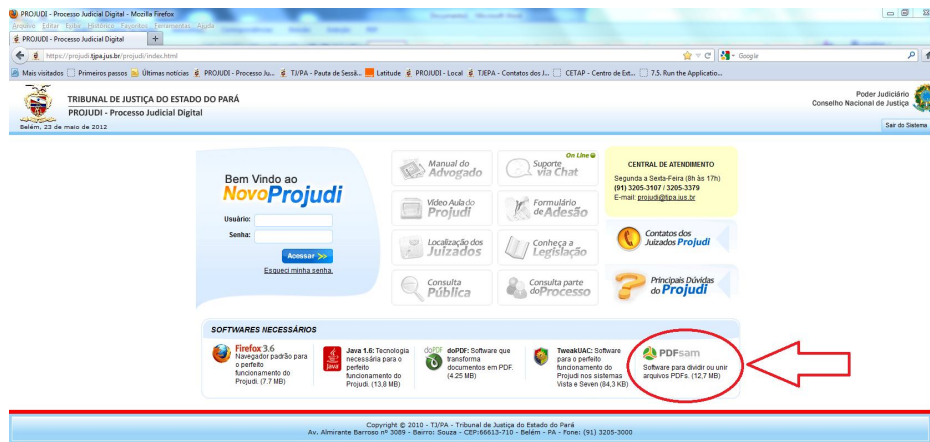 PROJUDI - Processo Judicial Digital - Mozilla Firefox
Arquivo Editar Exibir Histórico Favoritos Ferramentas Ajuda
PROJUDI - Processo Judicial Digital +
https://projudi.tjpa.jus.br/projudi/index.html
Google
Mais visitados Primeiros passos Últimas notícias PROJUDI - Processo Ju... TJ/PA - Pauta de Sessã... Latitude PROJUDI - Local TJEPA - Contatos dos J... CETAP - Centro de Ext... 7.5. Run the Applicatio...
TRIBUNAL DE JUSTIÇA DO ESTADO DO PARÁ
PROJUDI - Processo Judicial Digital
Belém, 23 de maio de 2012
Poder Judiciário
Conselho Nacional de Justiça
Sair do Sistema
Bem Vindo ao
NovoProjudi
Usuário:
Senha:
Acessar >>
Esqueci minha senha.
Manual do
Advogado
On Line
Suporte
via Chat
Vídeo Aula do
Projudi
Formulário
de Adesão
Localização dos
Juizados
Conheça a
Legislação
Consulta
Pública
Consulta parte
do Processo
CENTRAL DE ATENDIMENTO
Segunda a Sexta-Feira (8h às 17h)
(91) 3205-3107 / 3205-3379
E-mail: projudi@tjpa.jus.br
Contatos dos
Juizados Projudi
Principais Dúvidas
do Projudi
SOFTWARES NECESSÁRIOS
Firefox 3.6
Navegador padrão para
o perfeito
funcionamento do
Projudi. (7.7 MB)
Java
Java 1.6: Tecnologia
necessária para o
perfeito
funcionamento do
Projudi. (13,8 MB)
doPDF
doPDF: Software que
transforma
documentos em PDF.
(4.25 MB)
TweakUAC: Software
para o perfeito
funcionamento do
Projudi nos sistemas
Vista e Seven (84,3 KB)
PDFsam
Software para dividir ou unir
arquivos PDFs. (12,7 MB)
Copyright © 2010 - TJ/PA - Tribunal de Justiça do Estado do Pará
Av. Almirante Barroso nº 3089 - Bairro: Souza - CEP:66613-710 - Belém - PA - Fone: (91) 3205-3000